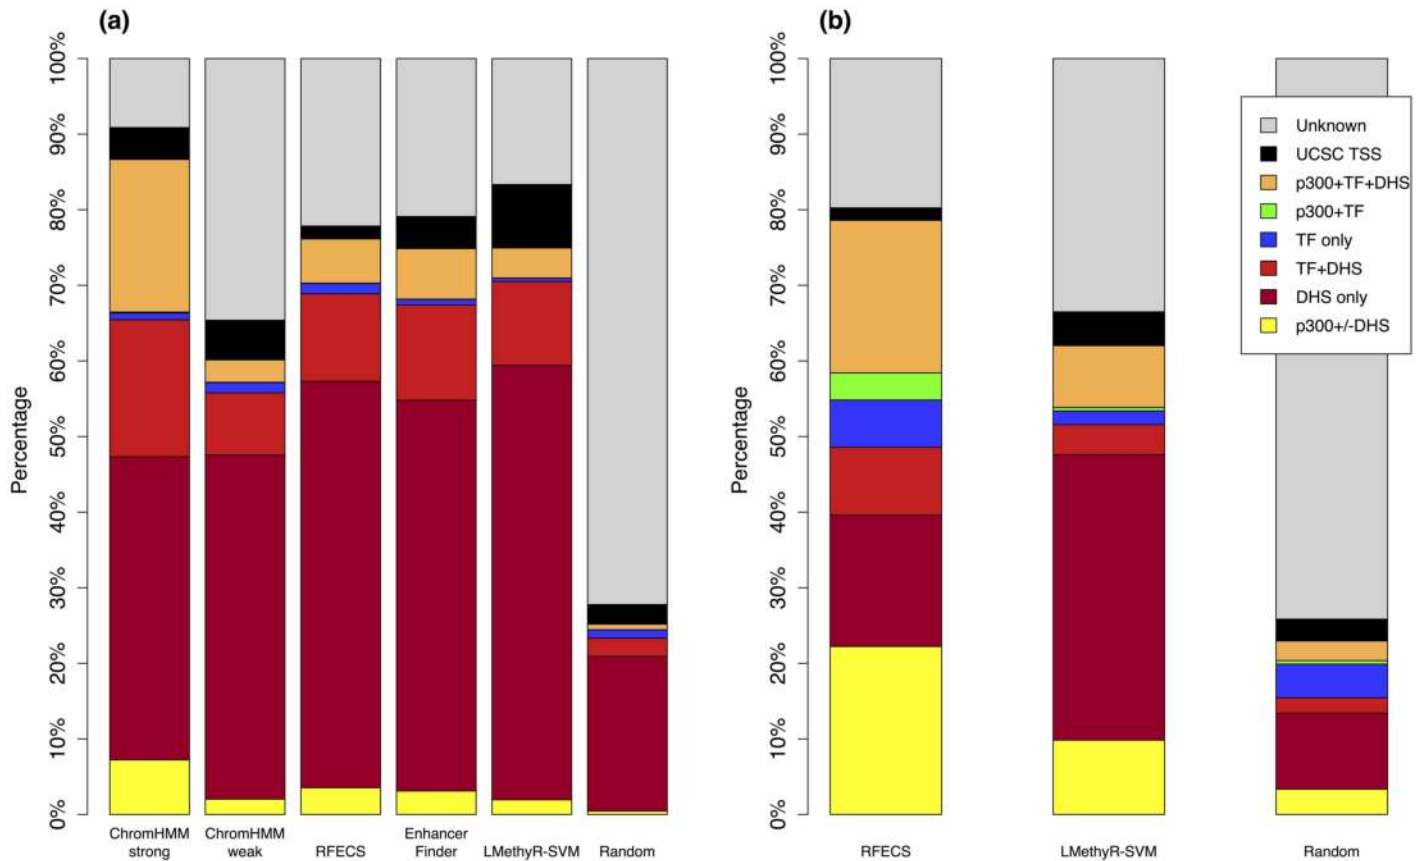 (a)
Percentage
100%
90%
80%
70%
60%
50%
40%
30%
20%
10%
0%
ChromHMM
strong
ChromHMM
weak
RFECS
Enhancer
Finder
LMethyR-SVM
Random
(b)
Percentage
100%
90%
80%
70%
60%
50%
40%
30%
20%
10%
0%
RFECS
LMethyR-SVM
Random
Unknown
UCSC TSS
p300+TF+DHS
p300+TF
TF only
TF+DHS
DHS only
p300+/-DHS